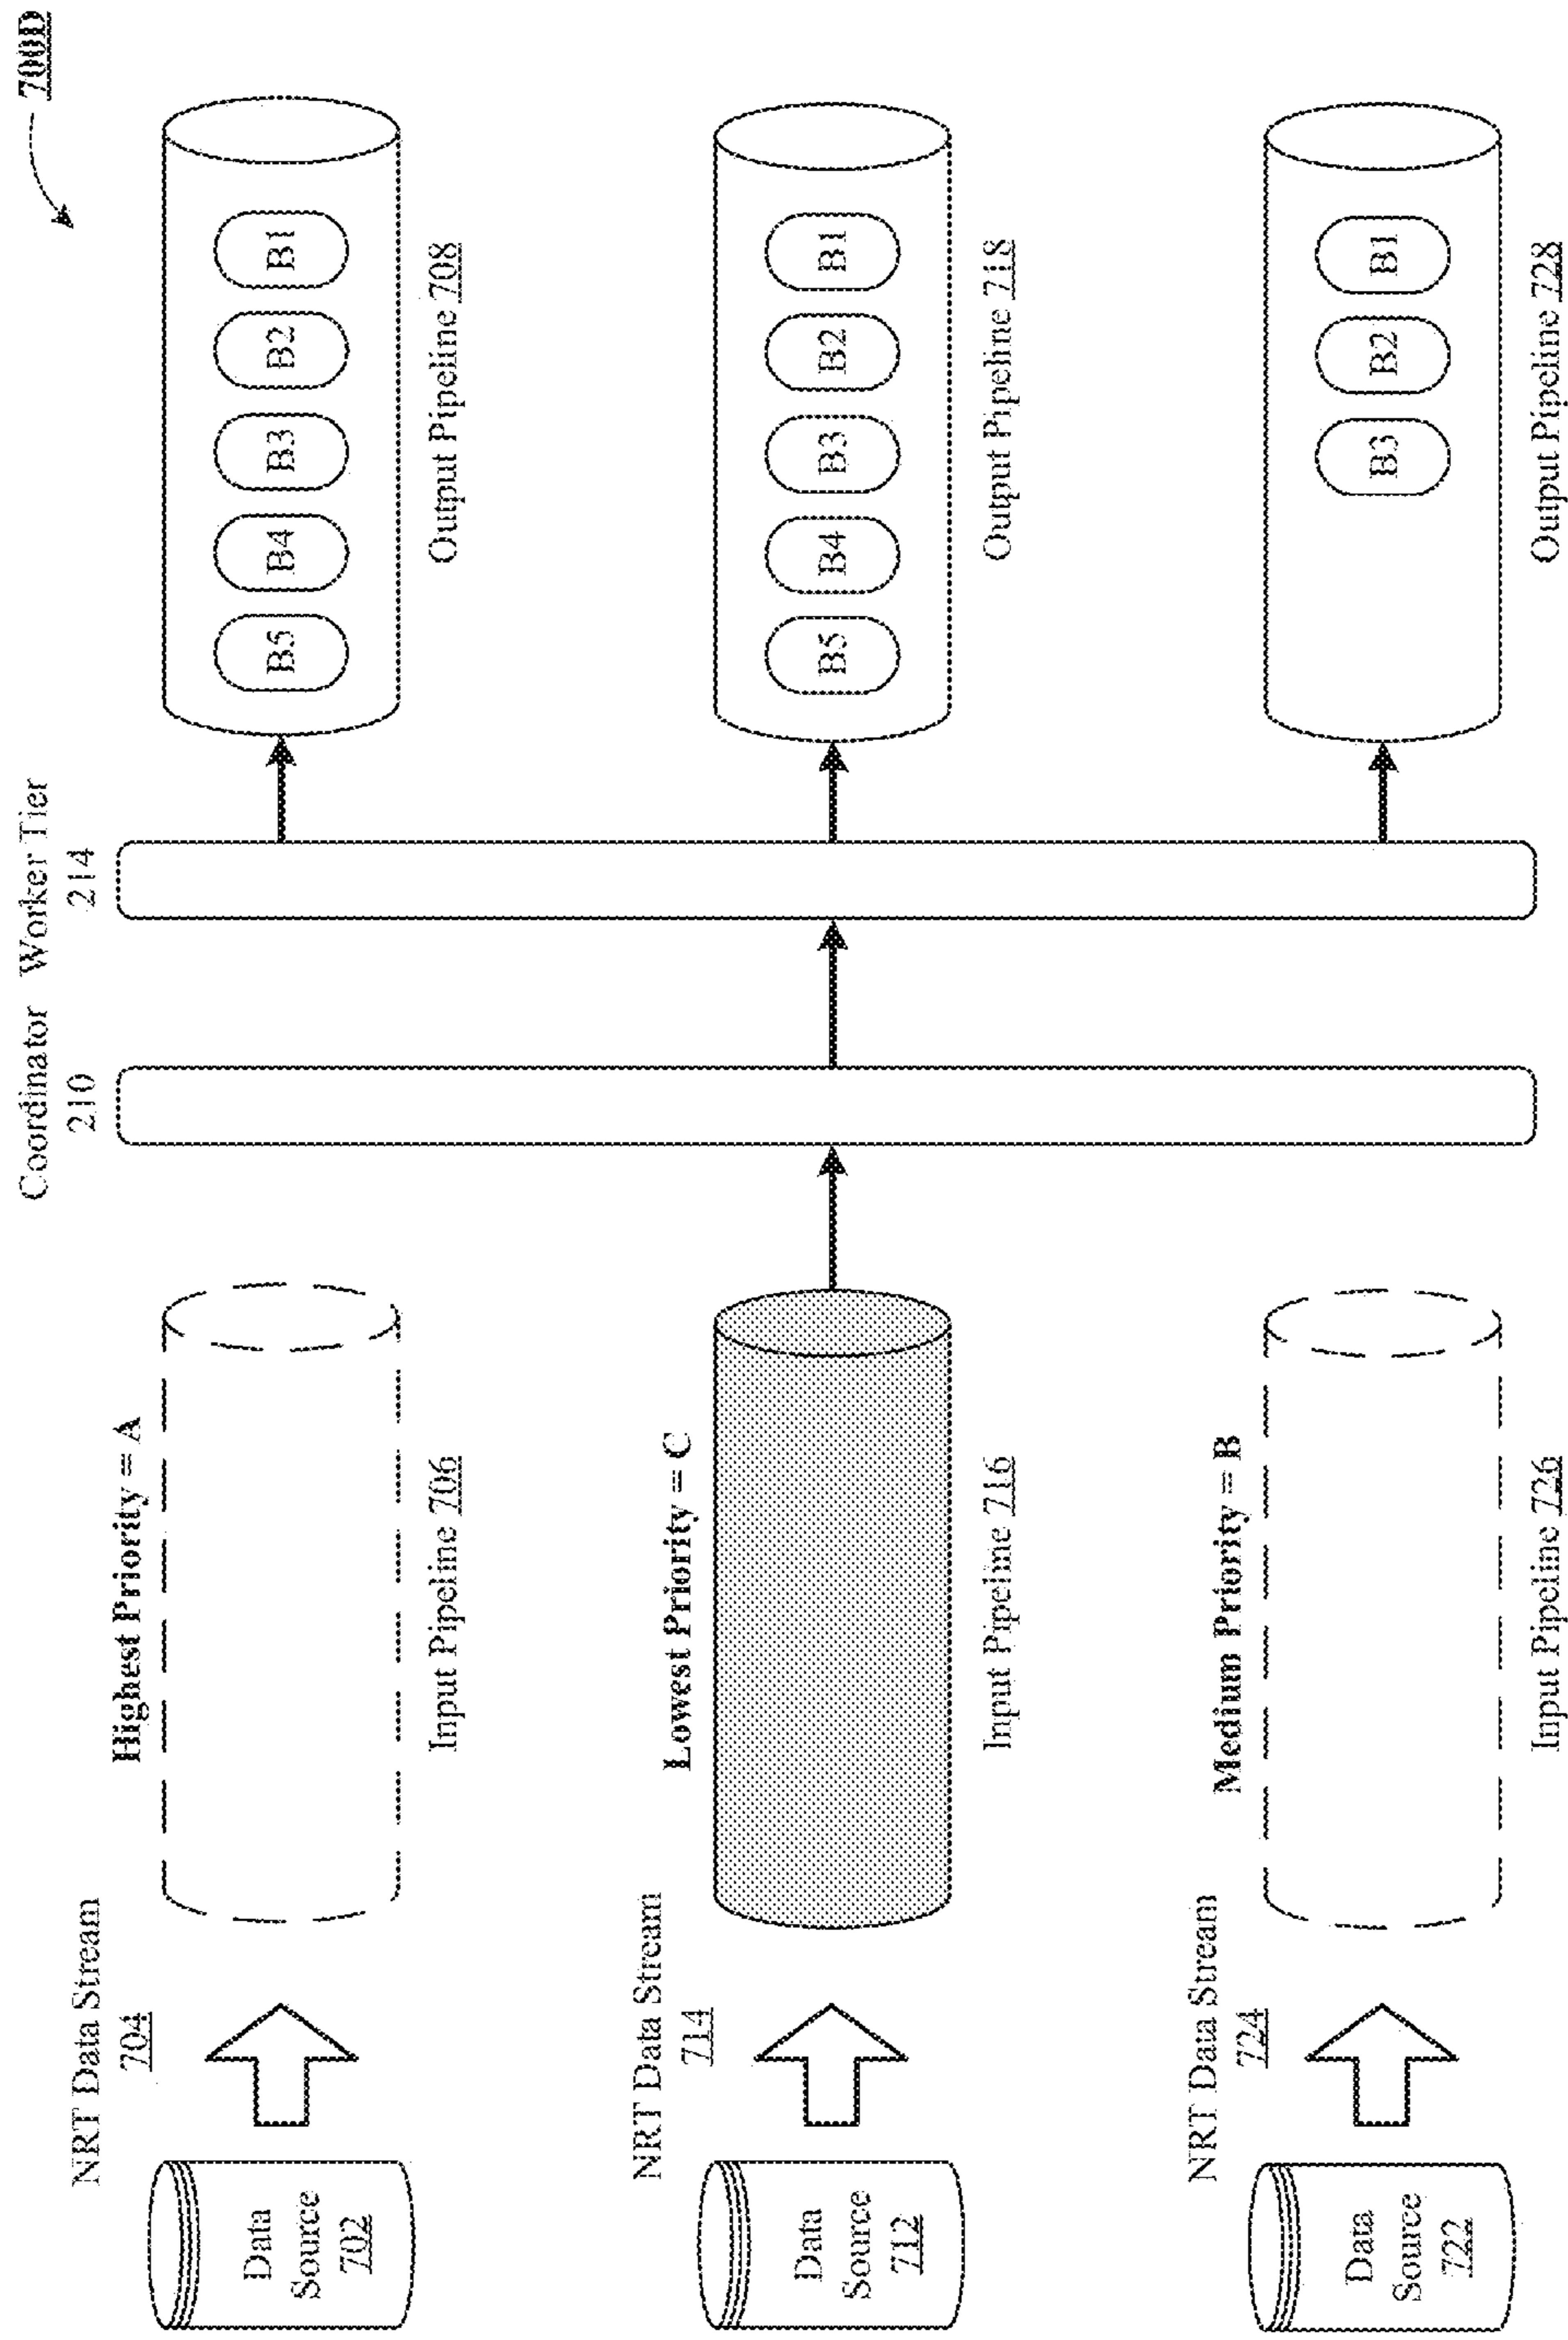 700D
Coordinator
210
Worker Tier
214
NRT Data Stream
704
Highest Priority = A
Data
Source
702
B5
B4
B3
B2
B1
Input Pipeline 706
Output Pipeline 708
NRT Data Stream
714
Lowest Priority = C
Data
Source
712
B5
B4
B3
B2
B1
Input Pipeline 716
Output Pipeline 718
NRT Data Stream
724
Medium Priority = B
Data
Source
722
B3
B2
B1
Input Pipeline 726
Output Pipeline 728